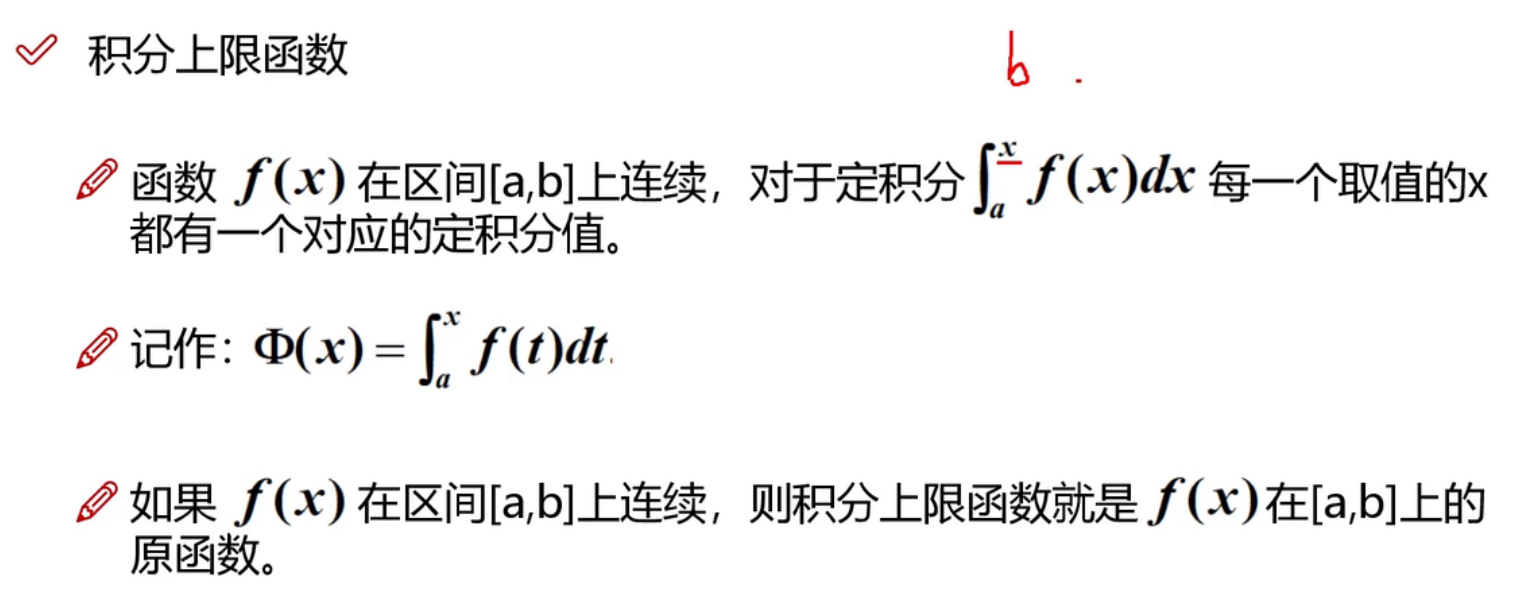 积分上限函数
b .
函数 f(x) 在区间[a,b]上连续，对于定积分 ∫ₐˣ f(x)dx 每一个取值的x
都有一个对应的定积分值。
记作：Φ(x) = ∫ₐˣ f(t)dt.
如果 f(x) 在区间[a,b]上连续，则积分上限函数就是 f(x) 在[a,b]上的
原函数。